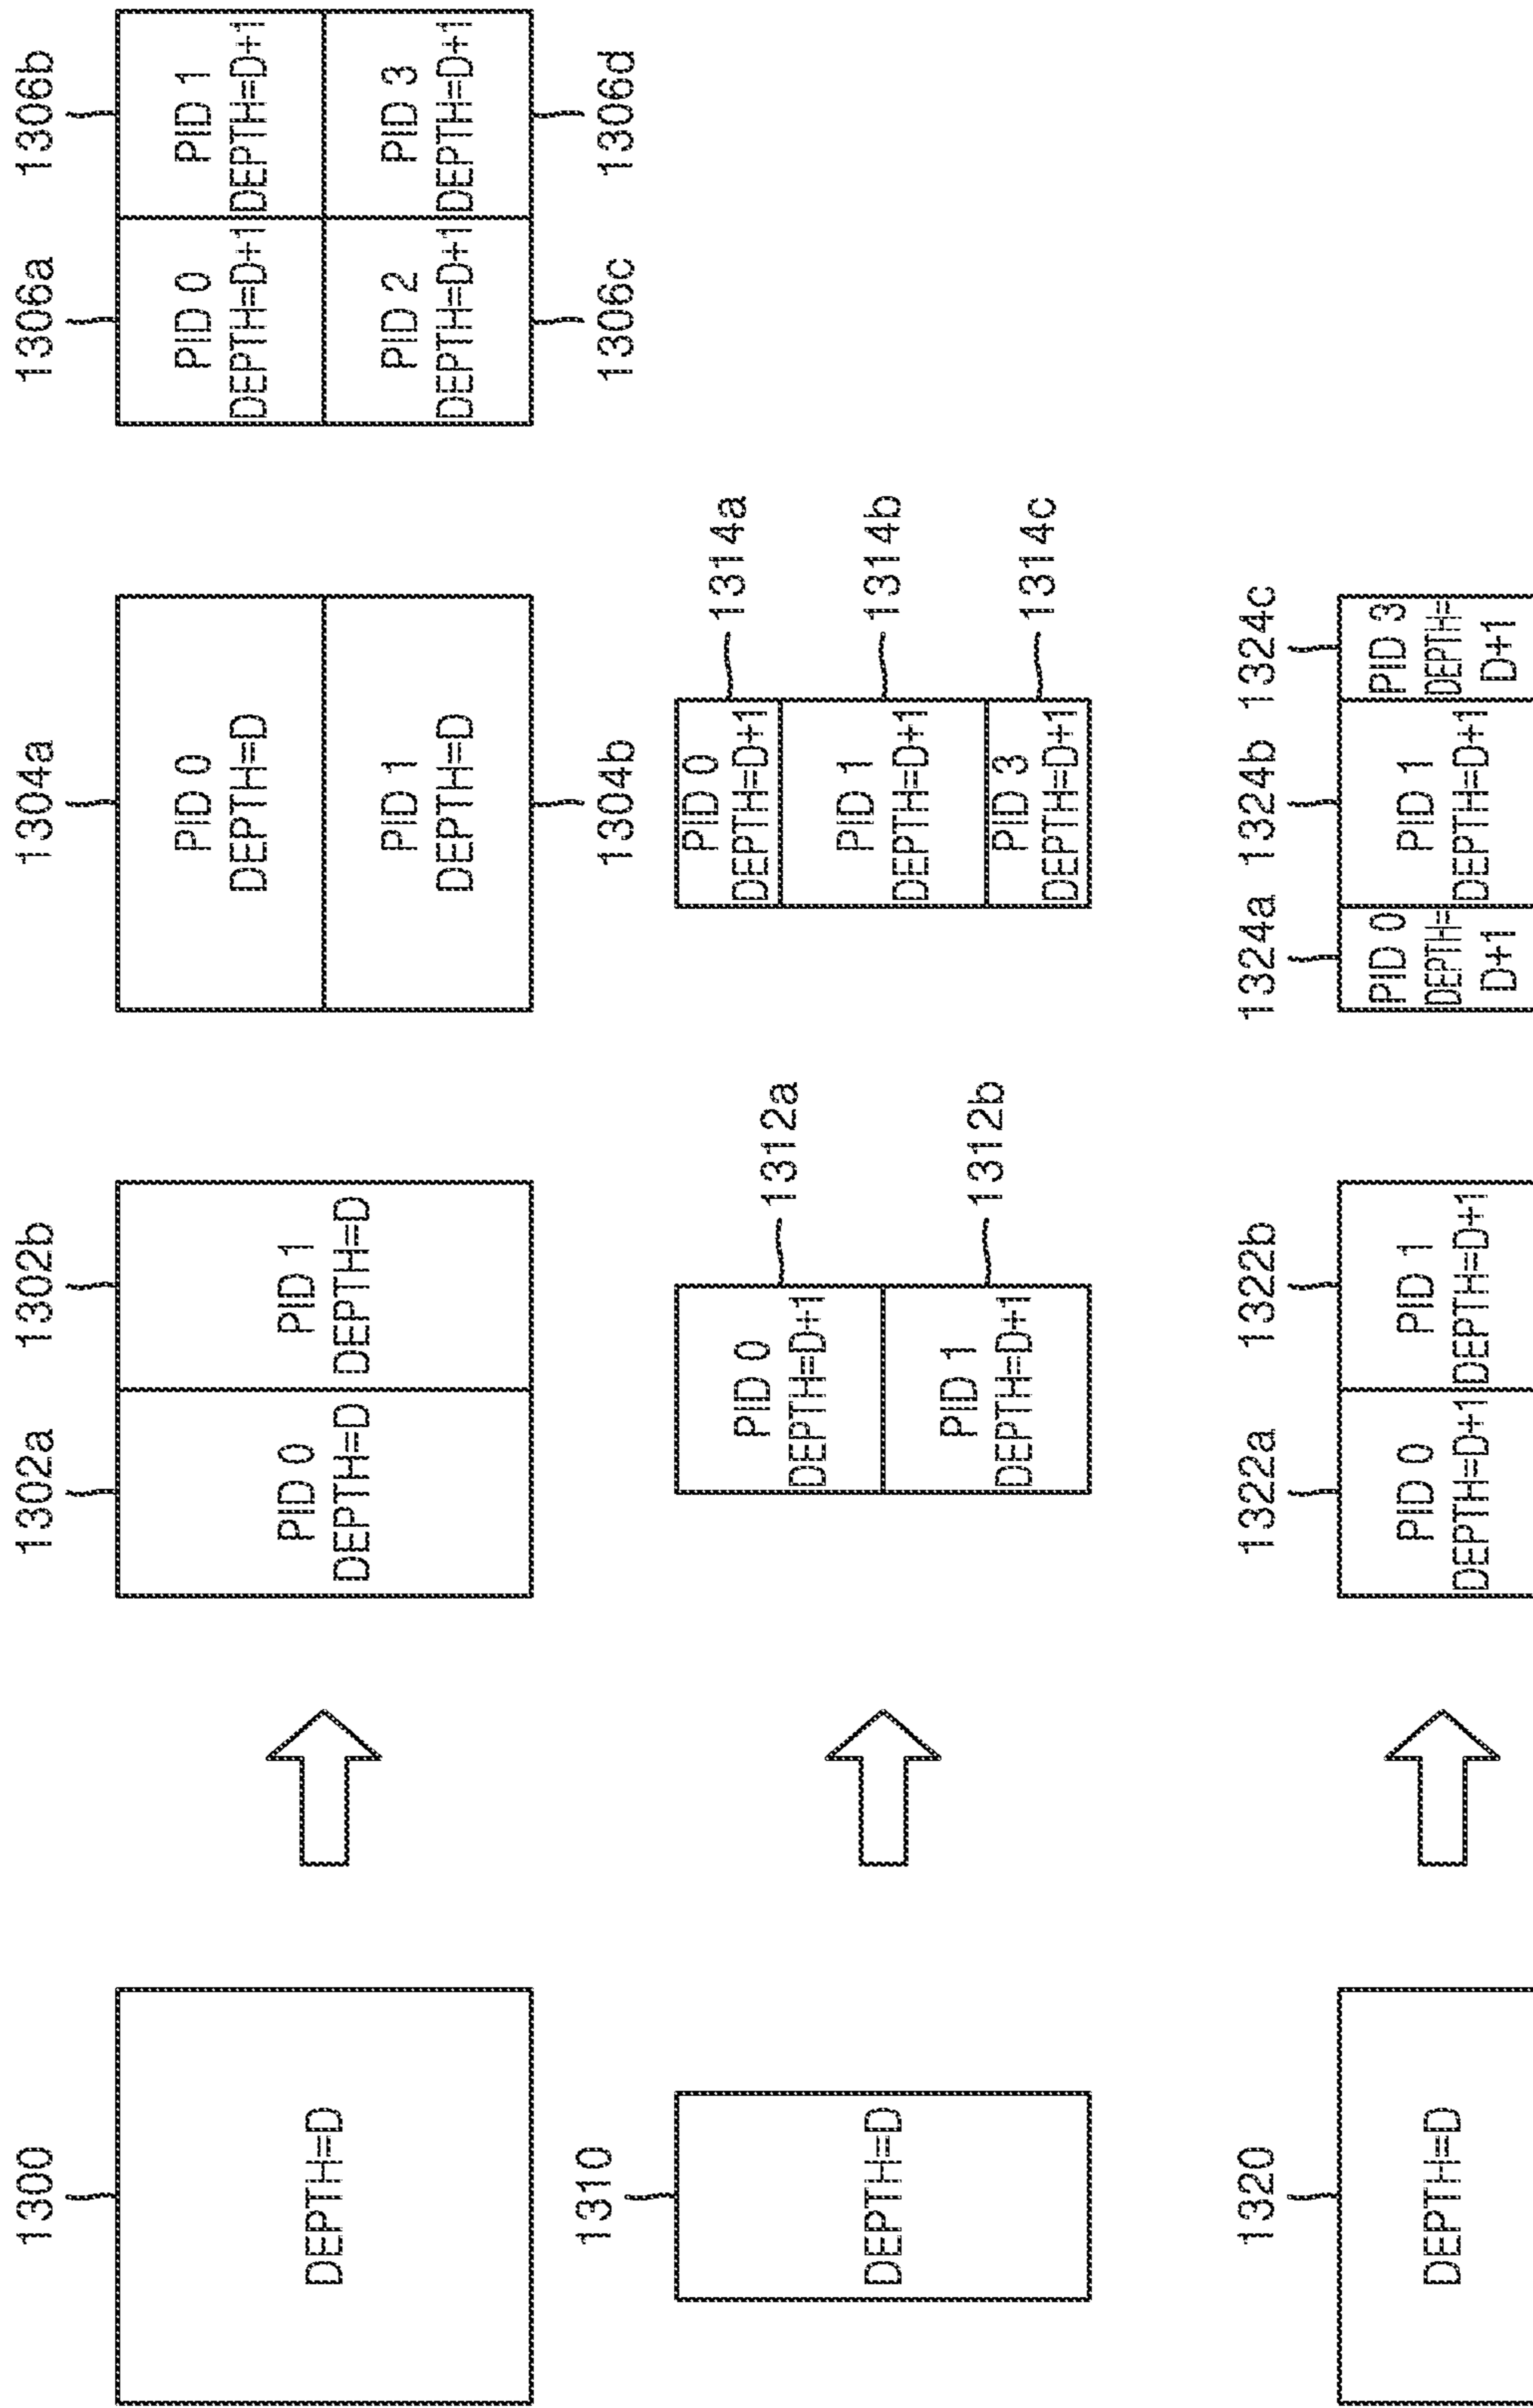 1300
DEPTH=D
1302a
1302b
PID 0
DEPTH=D
PID 1
DEPTH=D
1304a
PID 0
DEPTH=D
PID 1
DEPTH=D
1304b
1306a
1306b
PID 0
DEPTH=D+1
PID 1
DEPTH=D+1
PID 2
DEPTH=D+1
PID 3
DEPTH=D+1
1306c
1306d
1310
DEPTH=D
PID 0
DEPTH=D+1
1312a
PID 1
DEPTH=D+1
1312b
PID 0
DEPTH=D+1
1314a
PID 1
DEPTH=D+1
1314b
PID 3
DEPTH=D+1
1314c
1320
DEPTH=D
1322a
1322b
PID 0
DEPTH=D+1
PID 1
DEPTH=D+1
1324a
1324b
1324c
PID 0
DEPTH=
D+1
PID 1
DEPTH=D+1
PID 3
DEPTH=
D+1